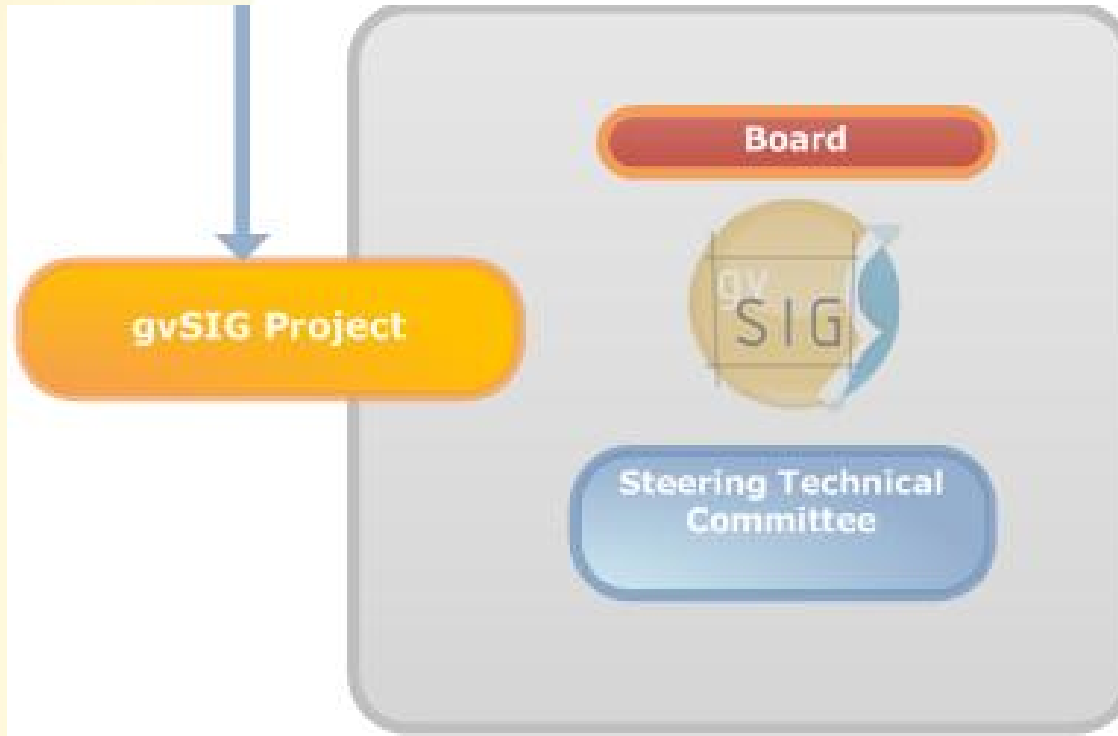 Board
gv
SIG
gvSIG Project
Steering Technical
Committee